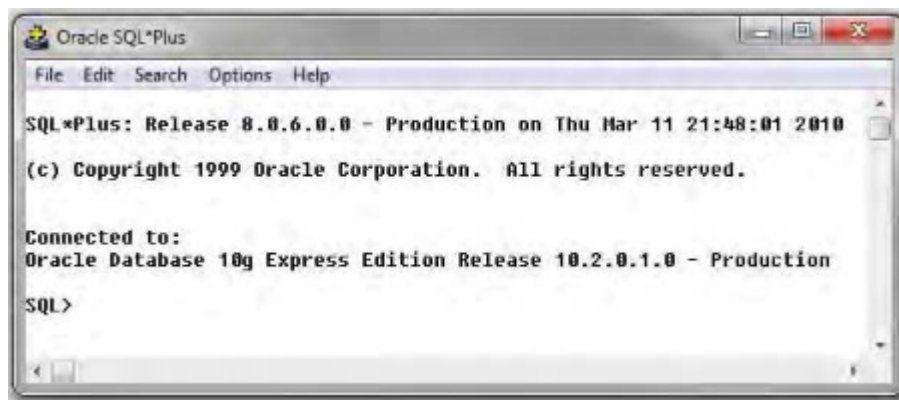 Oracle SQL*Plus
File Edit Search Options Help
SQL*Plus: Release 8.0.6.0.0 - Production on Thu Mar 11 21:48:01 2010
(c) Copyright 1999 Oracle Corporation. All rights reserved.
Connected to:
Oracle Database 10g Express Edition Release 10.2.0.1.0 - Production
SQL>